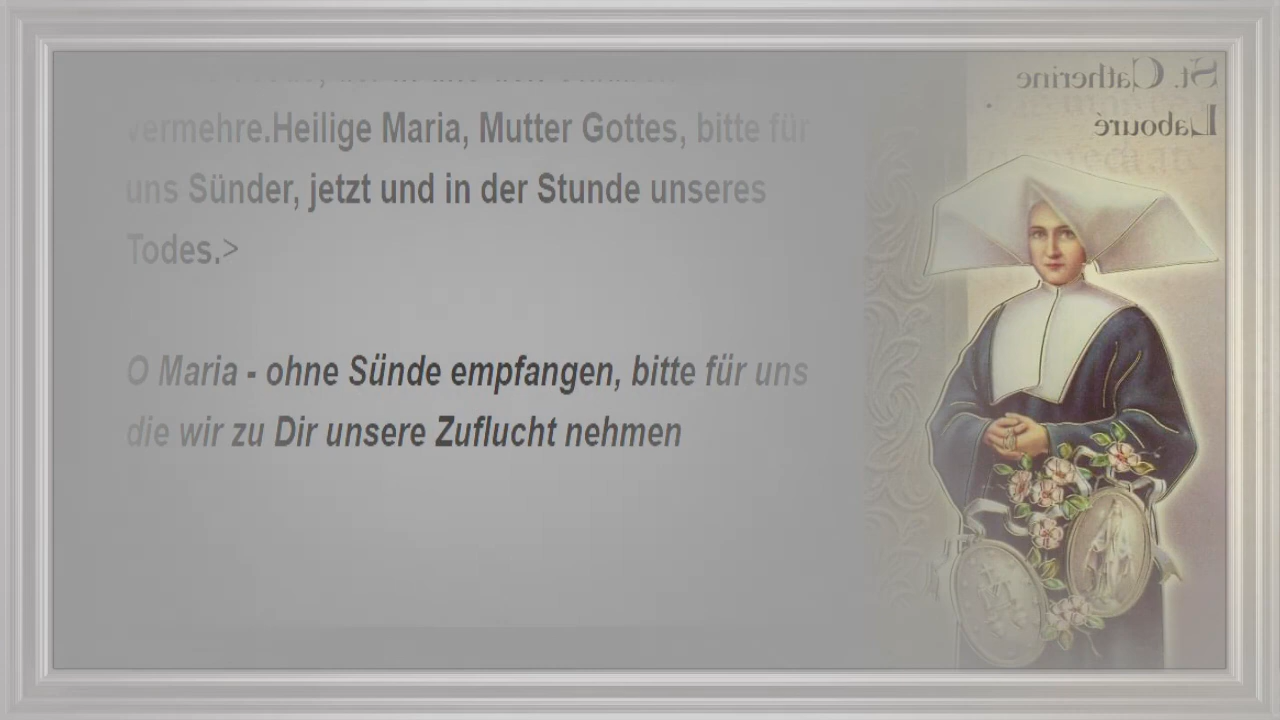 vermehre.Heilige Maria, Mutter Gottes, bitte für
uns Sünder, jetzt und in der Stunde unseres
Todes.>
O Maria - ohne Sünde empfangen, bitte für uns
die wir zu Dir unsere Zuflucht nehmen
St. Catherine
Labouré